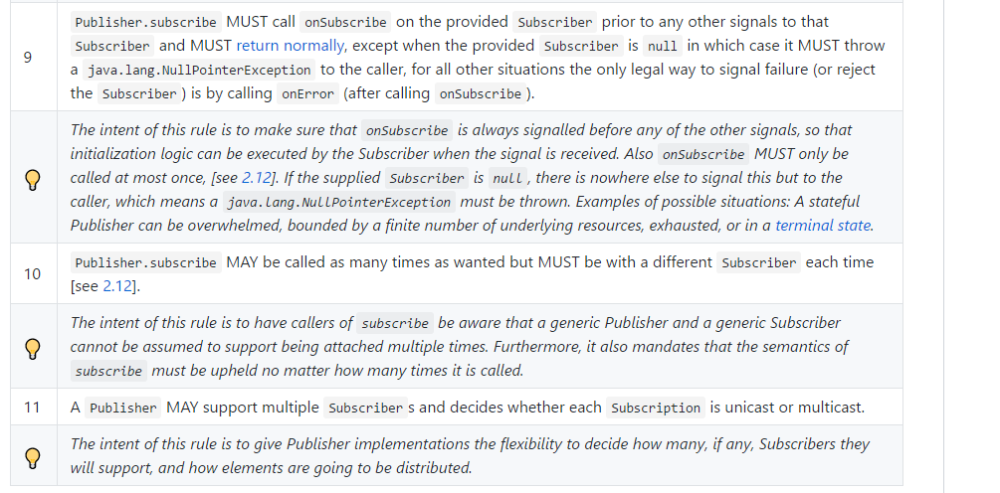 Publisher.subscribe MUST call onSubscribe on the provided Subscriber prior to any other signals to that
9
Subscriber and MUST return normally, except when the provided Subscriber is null in which case it MUST throw
a java.lang.NullPointerException to the caller, for all other situations the only legal way to signal failure (or reject
the Subscriber) is by calling onError (after calling onSubscribe).
The intent of this rule is to make sure that onSubscribe is always signalled before any of the other signals, so that
initialization logic can be executed by the Subscriber when the signal is received. Also onSubscribe MUST only be
called at most once, [see 2.12]. If the supplied Subscriber is null, there is nowhere else to signal this but to the
caller, which means a java.lang.NullPointerException must be thrown. Examples of possible situations: A stateful
Publisher can be overwhelmed, bounded by a finite number of underlying resources, exhausted, or in a terminal state.
10
Publisher.subscribe MAY be called as many times as wanted but MUST be with a different Subscriber each time
[see 2.12].
The intent of this rule is to have callers of subscribe be aware that a generic Publisher and a generic Subscriber
cannot be assumed to support being attached multiple times. Furthermore, it also mandates that the semantics of
subscribe must be upheld no matter how many times it is called.
11 A Publisher MAY support multiple Subscribers and decides whether each Subscription is unicast or multicast.
The intent of this rule is to give Publisher implementations the flexibility to decide how many, if any, Subscribers they
will support, and how elements are going to be distributed.